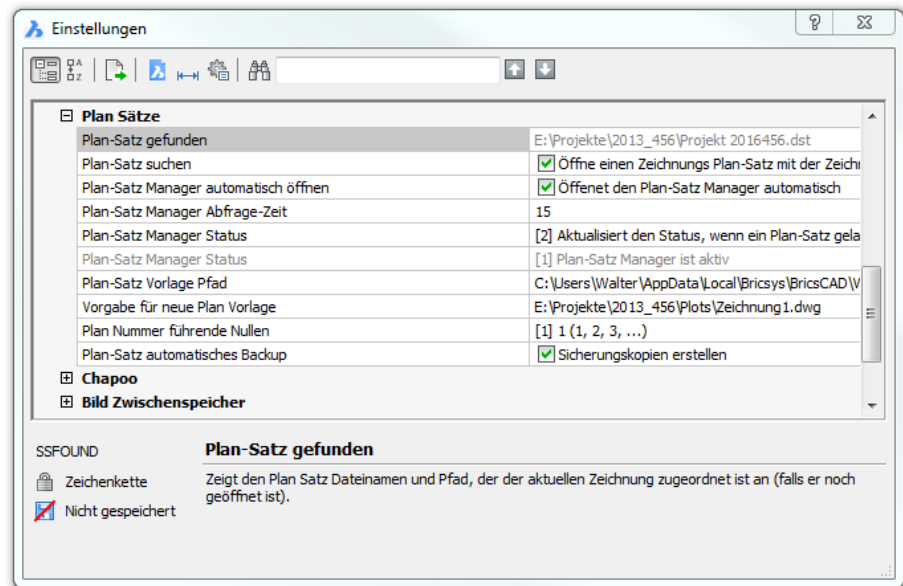 Einstellungen
Plan Sätze
Plan-Satz gefunden E:\Projekte\2013_456\Projekt 2016456.dst
Plan-Satz suchen Öffne einen Zeichnungs Plan-Satz mit der Zeichn
Plan-Satz Manager automatisch öffnen Öffenet den Plan-Satz Manager automatisch
Plan-Satz Manager Abfrage-Zeit 15
Plan-Satz Manager Status [2] Aktualisiert den Status, wenn ein Plan-Satz gela
Plan-Satz Manager Status [1] Plan-Satz Manager ist aktiv
Plan-Satz Vorlage Pfad C:\Users\Walter\AppData\Local\Bricsys\BricsCAD\V
Vorgabe für neue Plan Vorlage E:\Projekte\2013_456\Plots\Zeichnung1.dwg
Plan Nummer führende Nullen [1] 1 (1, 2, 3, ...)
Plan-Satz automatisches Backup Sicherungskopien erstellen
Chapoo
Bild Zwischenspeicher
SSFOUND Plan-Satz gefunden
Zeichenkette Zeigt den Plan Satz Dateinamen und Pfad, der der aktuellen Zeichnung zugeordnet ist an (falls er noch
geöffnet ist).
Nicht gespeichert